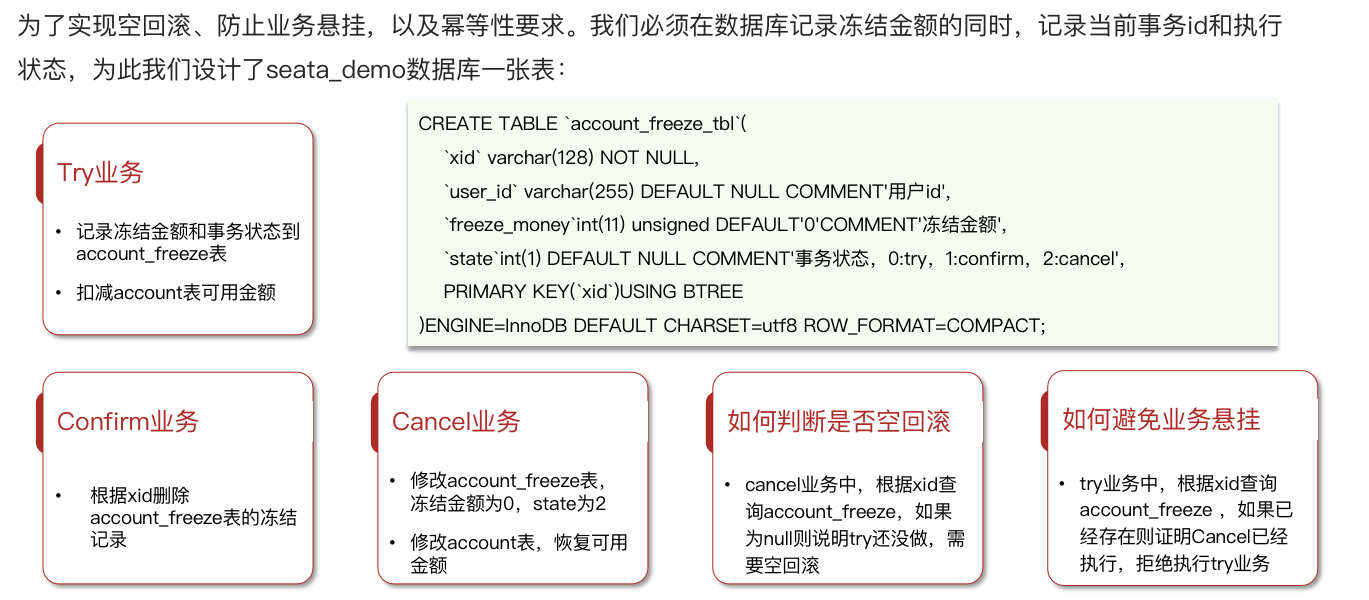 为了实现空回滚、防止业务悬挂，以及幂等性要求。我们必须在数据库记录冻结金额的同时，记录当前事务id和执行
状态，为此我们设计了seata_demo数据库一张表：
Try业务
• 记录冻结金额和事务状态到
account_freeze表
• 扣减account表可用金额
CREATE TABLE `account_freeze_tbl`(
`xid` varchar(128) NOT NULL,
`user_id` varchar(255) DEFAULT NULL COMMENT'用户id',
`freeze_money`int(11) unsigned DEFAULT'0'COMMENT'冻结金额',
`state`int(1) DEFAULT NULL COMMENT'事务状态，0:try，1:confirm，2:cancel',
PRIMARY KEY(`xid`)USING BTREE
)ENGINE=InnoDB DEFAULT CHARSET=utf8 ROW_FORMAT=COMPACT;
Confirm业务
• 根据xid删除
account_freeze表的冻结
记录
Cancel业务
• 修改account_freeze表，
冻结金额为0，state为2
• 修改account表，恢复可用
金额
如何判断是否空回滚
• cancel业务中，根据xid查
询account_freeze，如果
为null则说明try还没做，需
要空回滚
如何避免业务悬挂
• try业务中，根据xid查询
account_freeze ，如果已
经存在则证明Cancel已经
执行，拒绝执行try业务